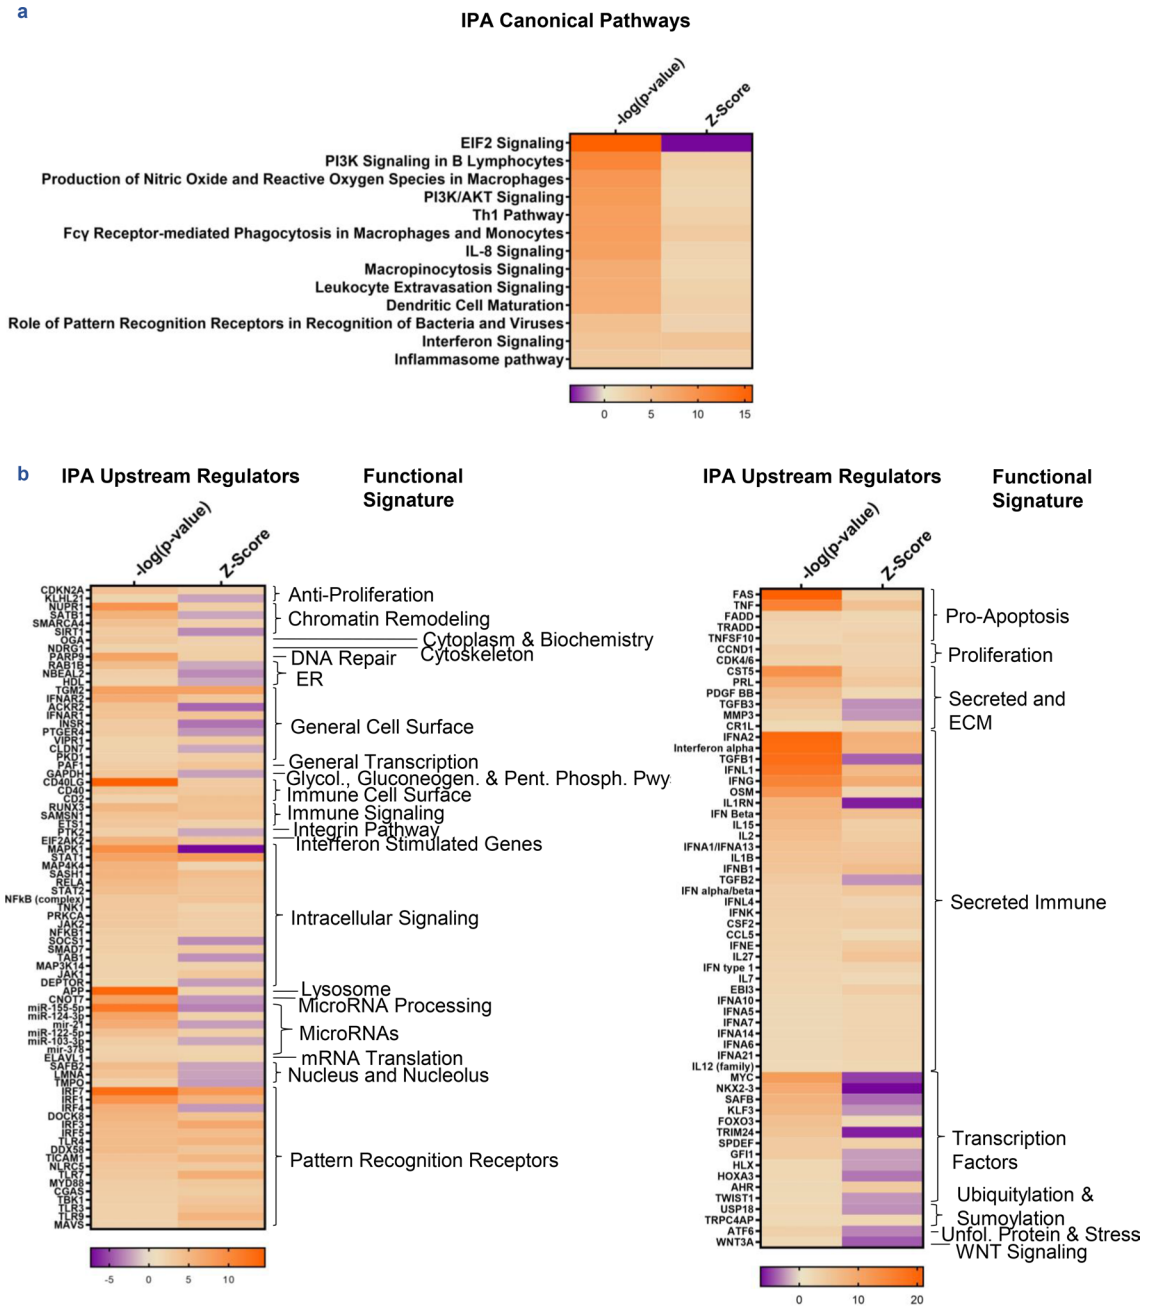 a
IPA Canonical Pathways
-log(p-value)
Z-Score
EIF2 Signaling
PI3K Signaling in B Lymphocytes
Production of Nitric Oxide and Reactive Oxygen Species in Macrophages
PI3K/AKT Signaling
Th1 Pathway
Fcγ Receptor-mediated Phagocytosis in Macrophages and Monocytes
IL-8 Signaling
Macropinocytosis Signaling
Leukocyte Extravasation Signaling
Dendritic Cell Maturation
Role of Pattern Recognition Receptors in Recognition of Bacteria and Viruses
Interferon Signaling
Inflammasome pathway
0 5 10 15
b
IPA Upstream Regulators
Functional
Signature
-log(p-value)
Z-Score
CDKN2A
KLHL21
NUPR1
SATB1
SMARCA4
SIRT1
OGA
NDRG1
PARP9
RAB1B
NBEAL2
HDL
TGM2
IFNAR2
ACKR2
IFNAR1
INSR
PTGER4
VIPR1
CLDN7
PKD1
PAF1
GAPDH
CD40LG
CD40
CD2
RUNX3
SAMSN1
ETS1
PTK2
EIF2AK2
MAPK1
STAT1
MAP4K4
SASH1
RELA
STAT2
NFkB (complex)
TNK1
PRKCA
JAK2
NFKB1
SOCS1
SMAD7
TAB1
MAP3K14
JAK1
DEPTOR
APP
CNOT7
miR-155-5p
miR-124-3p
mir-21
miR-122-5p
miR-103-3p
mir-378
ELAVL1
SAFB2
LMNA
TMPO
IRF7
IRF1
IRF4
DOCK8
IRF3
IRF5
TLR4
DDX58
TICAM1
NLRC5
TLR7
MYD88
CGAS
TBK1
TLR3
TLR9
MAVS
Anti-Proliferation
Chromatin Remodeling
Cytoplasm & Biochemistry
Cytoskeleton
DNA Repair
ER
General Cell Surface
General Transcription
Glycol., Gluconeogen. & Pent. Phosph. Pwy
Immune Cell Surface
Immune Signaling
Integrin Pathway
Interferon Stimulated Genes
Intracellular Signaling
Lysosome
MicroRNA Processing
MicroRNAs
mRNA Translation
Nucleus and Nucleolus
Pattern Recognition Receptors
-5 0 5 10
IPA Upstream Regulators
Functional
Signature
-log(p-value)
Z-Score
FAS
TNF
FADD
TRADD
TNFSF10
CCND1
CDK4/6
CST5
PRL
PDGF BB
TGFB3
MMP3
CR1L
IFNA2
Interferon alpha
TGFB1
IFNL1
IFNG
OSM
IL1RN
IFN Beta
IL15
IL2
IFNA1/IFNA13
IL1B
IFNB1
TGFB2
IFN alpha/beta
IFNL4
IFNK
CSF2
CCL5
IFNE
IL27
IFN type 1
IL7
EBI3
IFNA10
IFNA5
IFNA7
IFNA14
IFNA6
IFNA21
IL12 (family)
MYC
NKX2-3
SAFB
KLF3
FOXO3
TRIM24
SPDEF
GFI1
HLX
HOXA3
AHR
TWIST1
USP18
TRPC4AP
ATF6
WNT3A
Pro-Apoptosis
Proliferation
Secreted and
ECM
Secreted Immune
Transcription
Factors
Ubiquitylation &
Sumoylation
Unfol. Protein & Stress
WNT Signaling
0 10 20